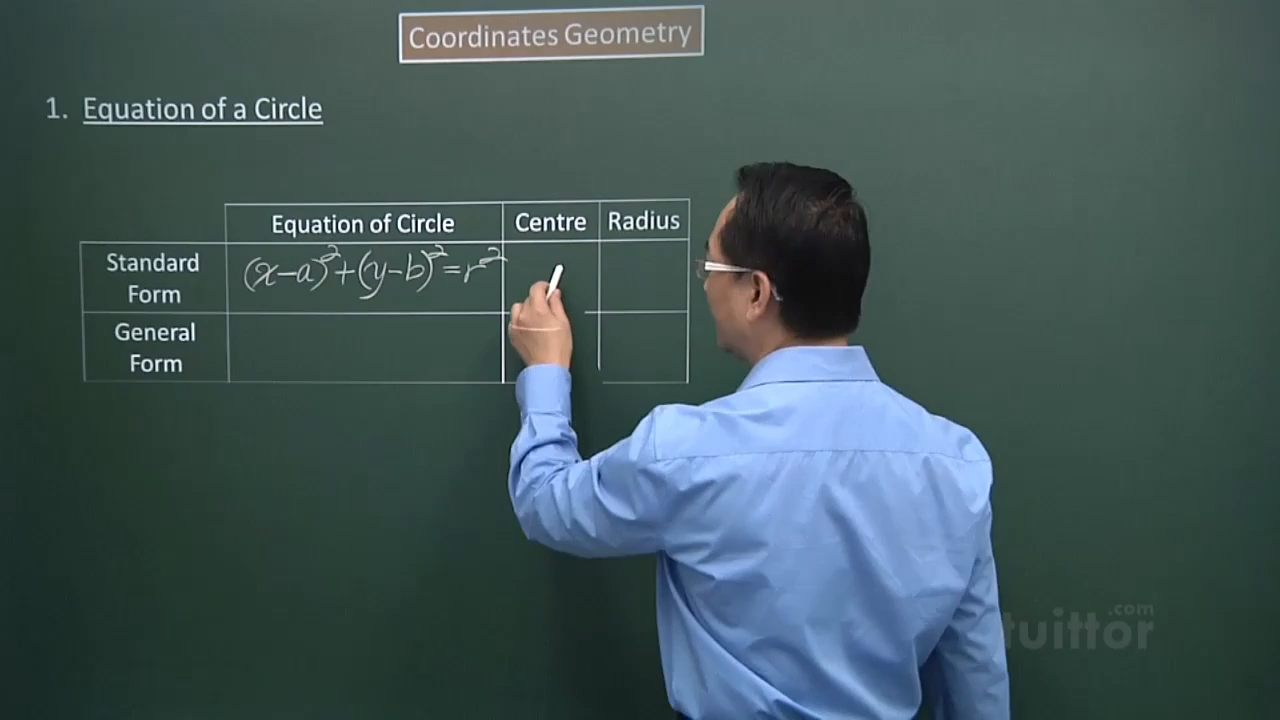 Coordinates Geometry
1. Equation of a Circle
Equation of Circle Centre Radius
Standard Form (x-a)²+(y-b)²=r²
General Form
tuittor.com